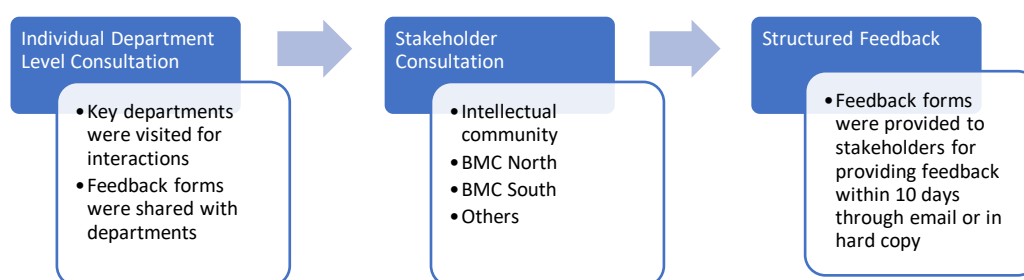 Individual Department
Level Consultation
•Key departments
were visited for
interactions
•Feedback forms
were shared with
departments
Stakeholder
Consultation
•Intellectual
community
•BMC North
•BMC South
•Others
Structured Feedback
•Feedback forms
were provided to
stakeholders for
providing feedback
within 10 days
through email or in
hard copy